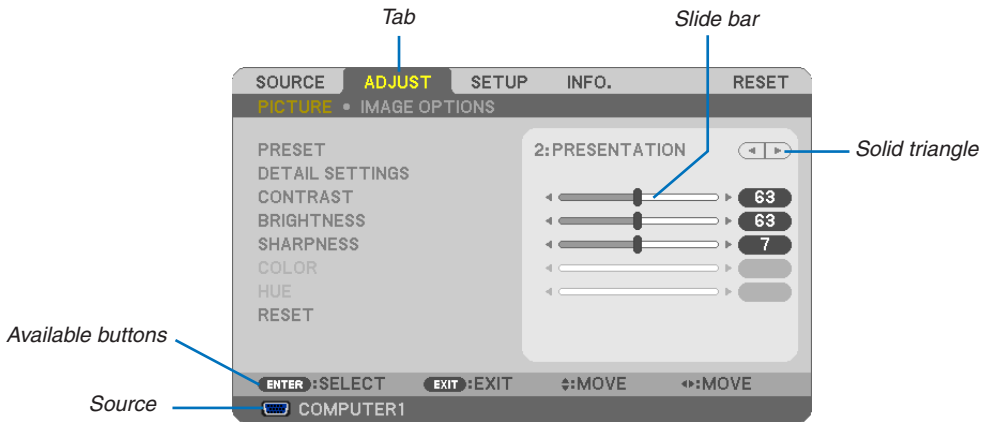 Tab
Slide bar
SOURCE ADJUST SETUP INFO. RESET
PICTURE • IMAGE OPTIONS
PRESET 2:PRESENTATION
Solid triangle
DETAIL SETTINGS
CONTRAST 63
BRIGHTNESS 63
SHARPNESS 7
COLOR
HUE
RESET
Available buttons
ENTER :SELECT EXIT :EXIT :MOVE :MOVE
Source
COMPUTER1